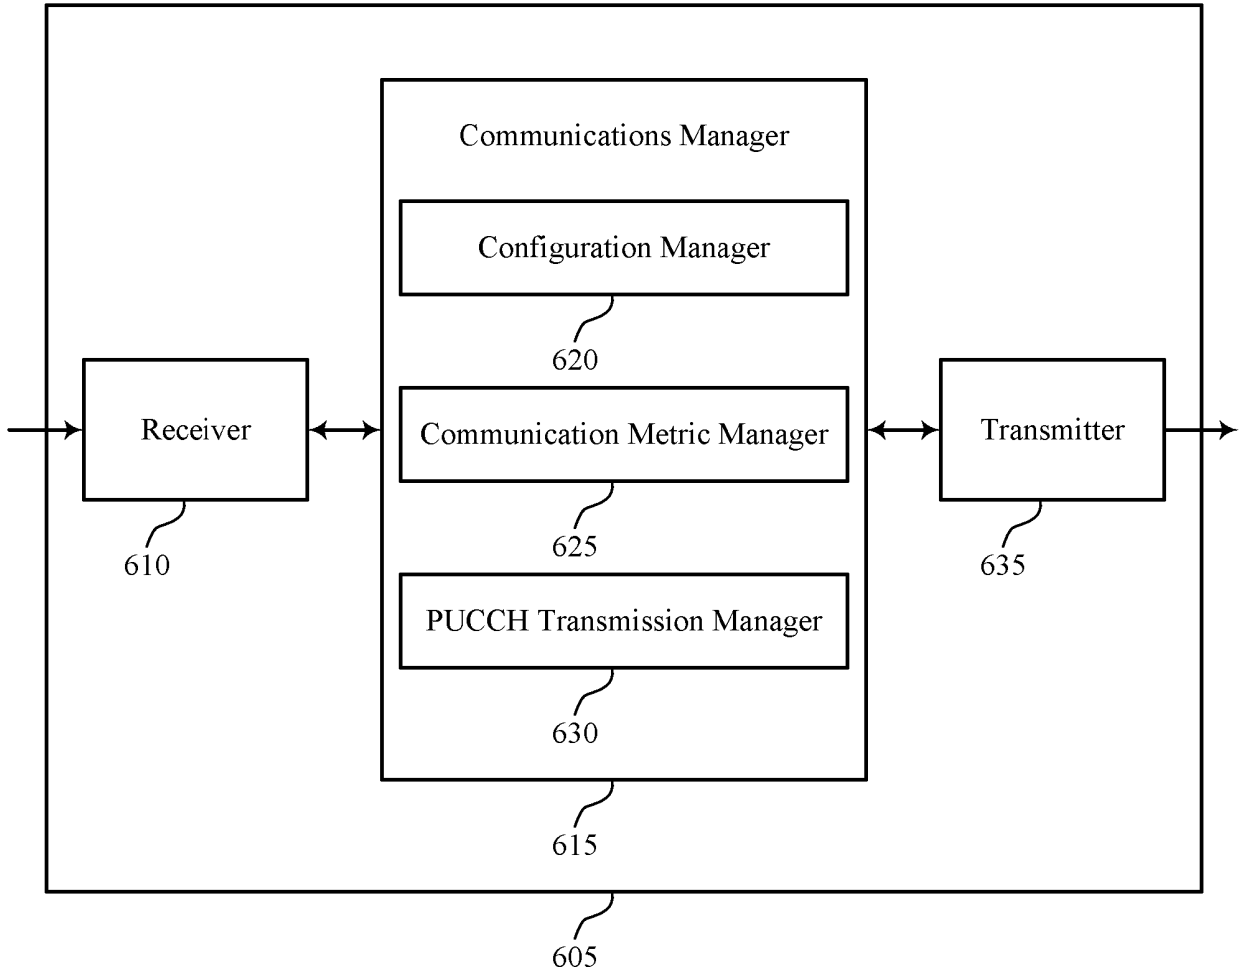 Communications Manager
Configuration Manager
620
Receiver
610
Communication Metric Manager
625
Transmitter
635
PUCCH Transmission Manager
630
615
605